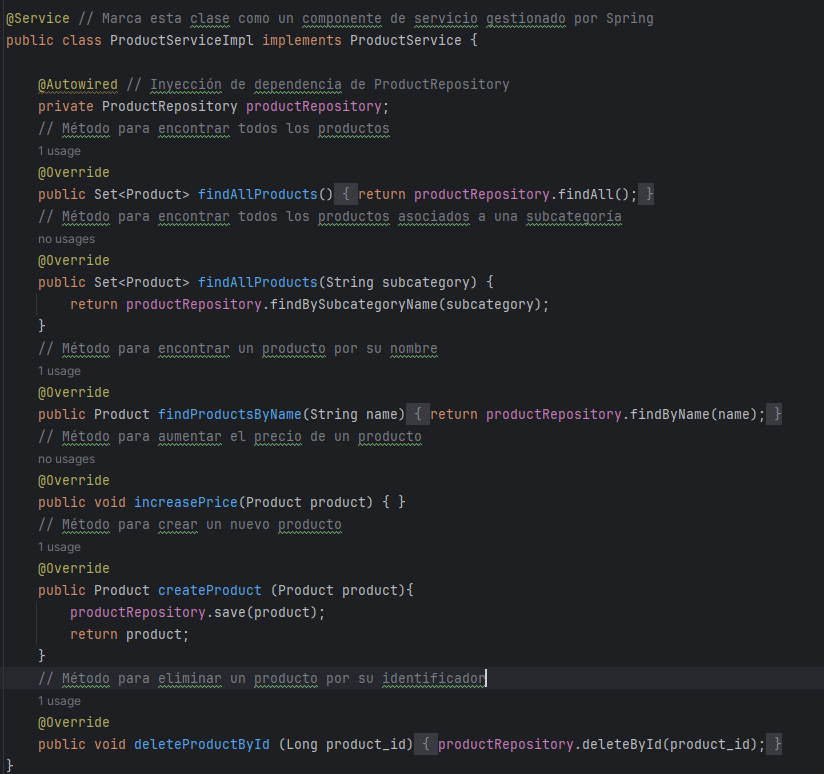 @Service // Marca esta clase como un componente de servicio gestionado por Spring
public class ProductServiceImpl implements ProductService {
@Autowired // Inyección de dependencia de ProductRepository
private ProductRepository productRepository;
// Método para encontrar todos los productos
1 usage
@Override
public Set<Product> findAllProducts() { return productRepository.findAll(); }
// Método para encontrar todos los productos asociados a una subcategoría
no usages
@Override
public Set<Product> findAllProducts(String subcategory) {
return productRepository.findBySubcategoryName(subcategory);
}
// Método para encontrar un producto por su nombre
1 usage
@Override
public Product findProductsByName(String name) { return productRepository.findByName(name); }
// Método para aumentar el precio de un producto
no usages
@Override
public void increasePrice(Product product) { }
// Método para crear un nuevo producto
1 usage
@Override
public Product createProduct (Product product){
productRepository.save(product);
return product;
}
// Método para eliminar un producto por su identificador
1 usage
@Override
public void deleteProductById (Long product_id) { productRepository.deleteById(product_id); }
}